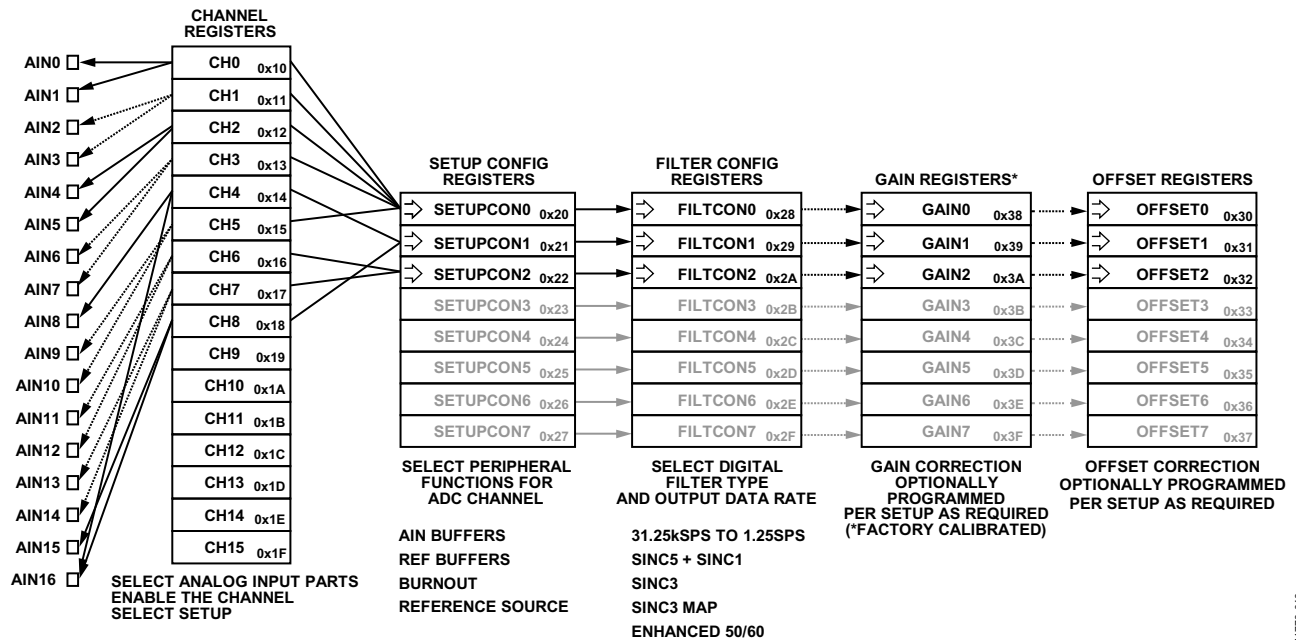 CHANNEL
REGISTERS
AIN0
AIN1
AIN2
AIN3
AIN4
AIN5
AIN6
AIN7
AIN8
AIN9
AIN10
AIN11
AIN12
AIN13
AIN14
AIN15
AIN16
CH0 0x10
CH1 0x11
CH2 0x12
CH3 0x13
CH4 0x14
CH5 0x15
CH6 0x16
CH7 0x17
CH8 0x18
CH9 0x19
CH10 0x1A
CH11 0x1B
CH12 0x1C
CH13 0x1D
CH14 0x1E
CH15 0x1F
SELECT ANALOG INPUT PARTS
ENABLE THE CHANNEL
SELECT SETUP
SETUP CONFIG
REGISTERS
SETUPCON0 0x20
SETUPCON1 0x21
SETUPCON2 0x22
SETUPCON3 0x23
SETUPCON4 0x24
SETUPCON5 0x25
SETUPCON6 0x26
SETUPCON7 0x27
SELECT PERIPHERAL
FUNCTIONS FOR
ADC CHANNEL
AIN BUFFERS
REF BUFFERS
BURNOUT
REFERENCE SOURCE
FILTER CONFIG
REGISTERS
FILTCON0 0x28
FILTCON1 0x29
FILTCON2 0x2A
FILTCON3 0x2B
FILTCON4 0x2C
FILTCON5 0x2D
FILTCON6 0x2E
FILTCON7 0x2F
SELECT DIGITAL
FILTER TYPE
AND OUTPUT DATA RATE
31.25kSPS TO 1.25SPS
SINC5 + SINC1
SINC3
SINC3 MAP
ENHANCED 50/60
GAIN REGISTERS*
GAIN0 0x38
GAIN1 0x39
GAIN2 0x3A
GAIN3 0x3B
GAIN4 0x3C
GAIN5 0x3D
GAIN6 0x3E
GAIN7 0x3F
GAIN CORRECTION
OPTIONALLY
PROGRAMMED
PER SETUP AS REQUIRED
(*FACTORY CALIBRATED)
OFFSET REGISTERS
OFFSET0 0x30
OFFSET1 0x31
OFFSET2 0x32
OFFSET3 0x33
OFFSET4 0x34
OFFSET5 0x35
OFFSET6 0x36
OFFSET7 0x37
OFFSET CORRECTION
OPTIONALLY PROGRAMMED
PER SETUP AS REQUIRED